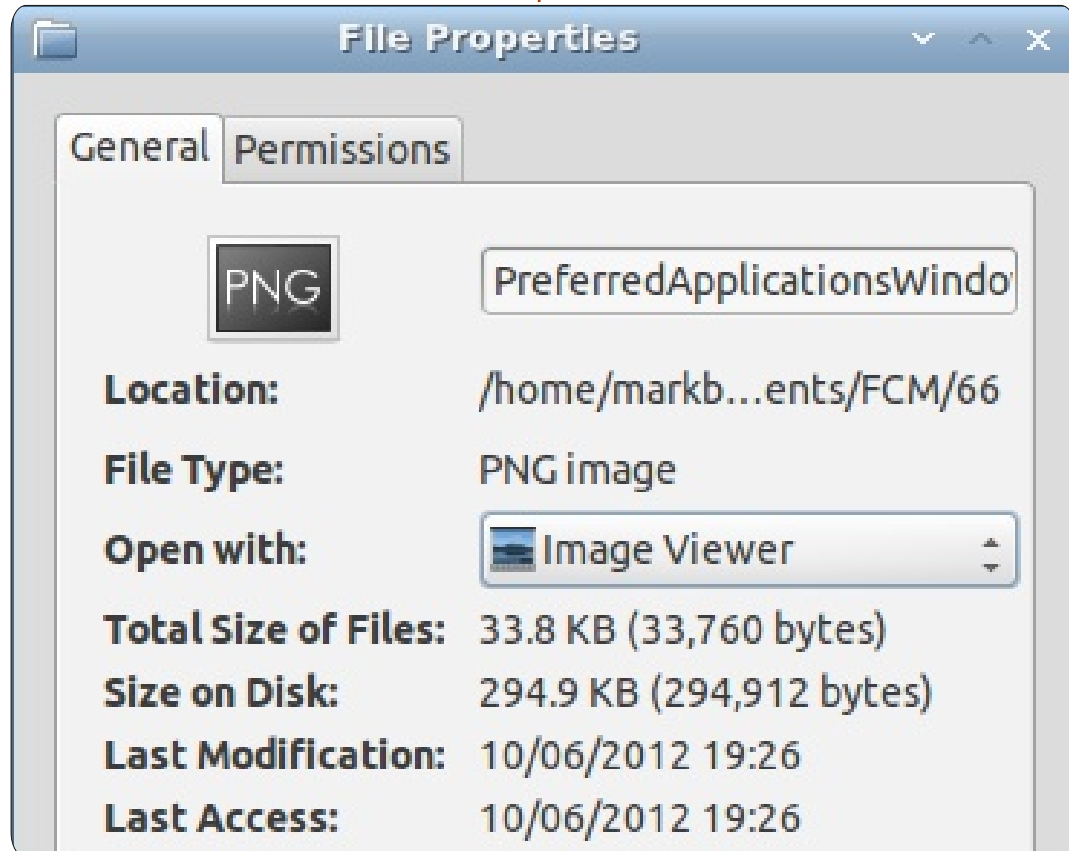 File Properties
General Permissions
PNG
PreferredApplicationsWindo
Location: /home/markb...ents/FCM/66
File Type: PNG image
Open with: Image Viewer
Total Size of Files: 33.8 KB (33,760 bytes)
Size on Disk: 294.9 KB (294,912 bytes)
Last Modification: 10/06/2012 19:26
Last Access: 10/06/2012 19:26